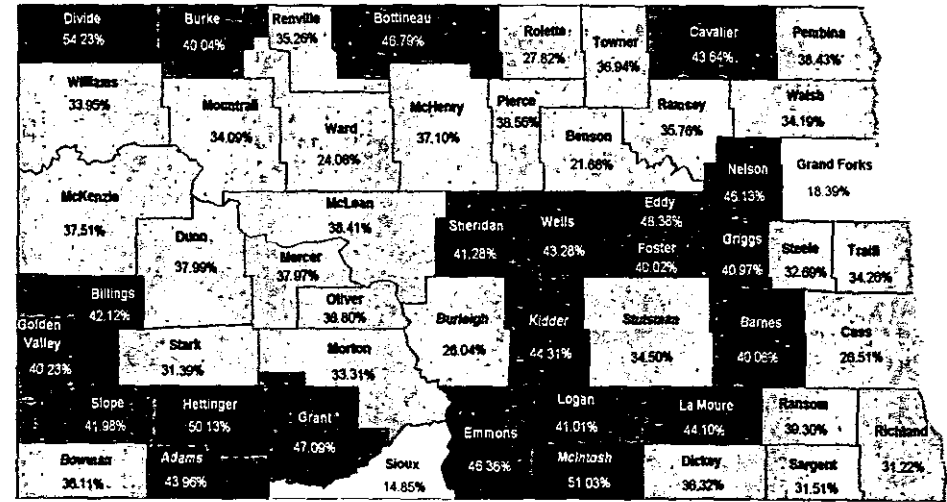 Divide
54.23%
Burke
40.04%
Renville
35.26%
Bottineau
46.79%
Rolette
27.82%
Towner
36.94%
Cavalier
43.64%
Pembina
38.43%
Williams
33.95%
Mountrail
34.09%
Ward
24.06%
McHenry
37.10%
Pierce
38.56%
Benson
21.68%
Ramsey
35.76%
Walsh
34.19%
McKenzie
37.51%
Dunn
37.99%
McLean
38.41%
Mercer
37.97%
Oliver
38.80%
Sheridan
41.28%
Wells
43.28%
Eddy
48.38%
Foster
40.02%
Nelson
46.13%
Griggs
40.97%
Grand Forks
18.39%
Steele
32.69%
Traill
34.26%
Billings
42.12%
Golden
Valley
40.23%
Stark
31.39%
Morton
33.31%
Burleigh
26.04%
Kidder
44.31%
Stutsman
34.50%
Barnes
40.06%
Cass
26.51%
Slope
41.98%
Hettinger
50.13%
Grant
47.09%
Emmons
46.36%
Logan
41.01%
La Moure
44.10%
Ransom
39.30%
Richland
31.22%
Bowman
36.11%
Adams
43.96%
Sioux
14.85%
McIntosh
51.03%
Dickey
36.32%
Sargent
31.51%